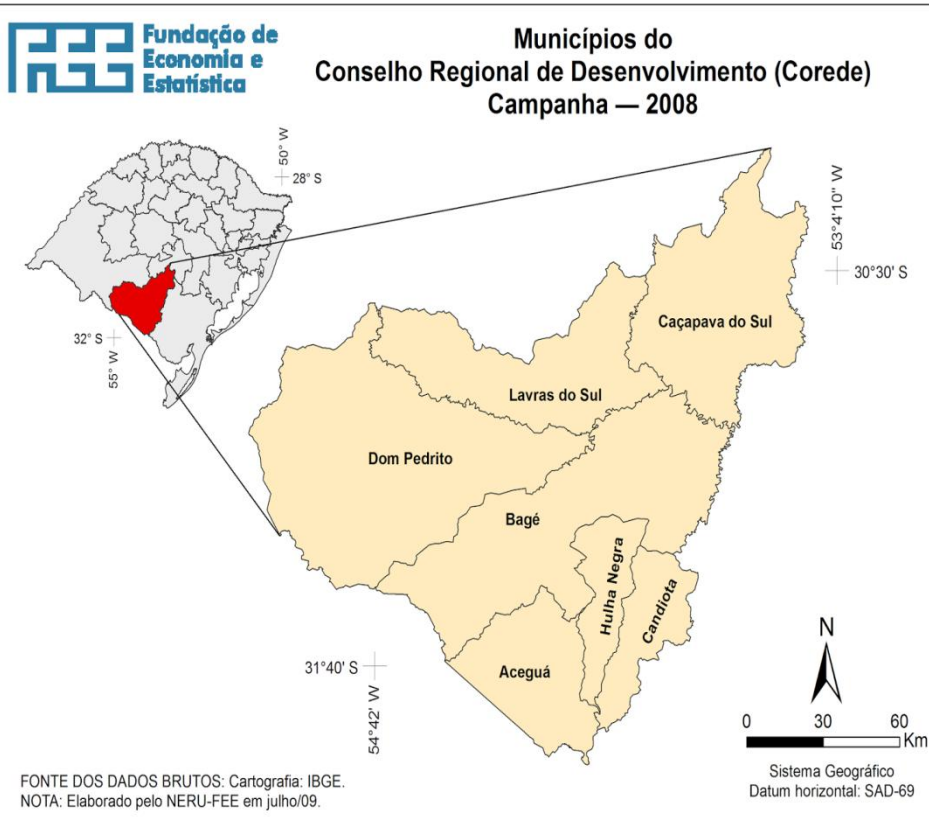 FEE
Fundação de
Economia e
Estatística
Municípios do
Conselho Regional de Desenvolvimento (Corede)
Campanha — 2008
50° W
28° S
32° S
55° W
53°4'10" W
30°30' S
Caçapava do Sul
Lavras do Sul
Dom Pedrito
Bagé
Hulha Negra
Candiota
Aceguá
31°40' S
54°42' W
N
0 30 60
Km
Sistema Geográfico
Datum horizontal: SAD-69
FONTE DOS DADOS BRUTOS: Cartografia: IBGE.
NOTA: Elaborado pelo NERU-FEE em julho/09.